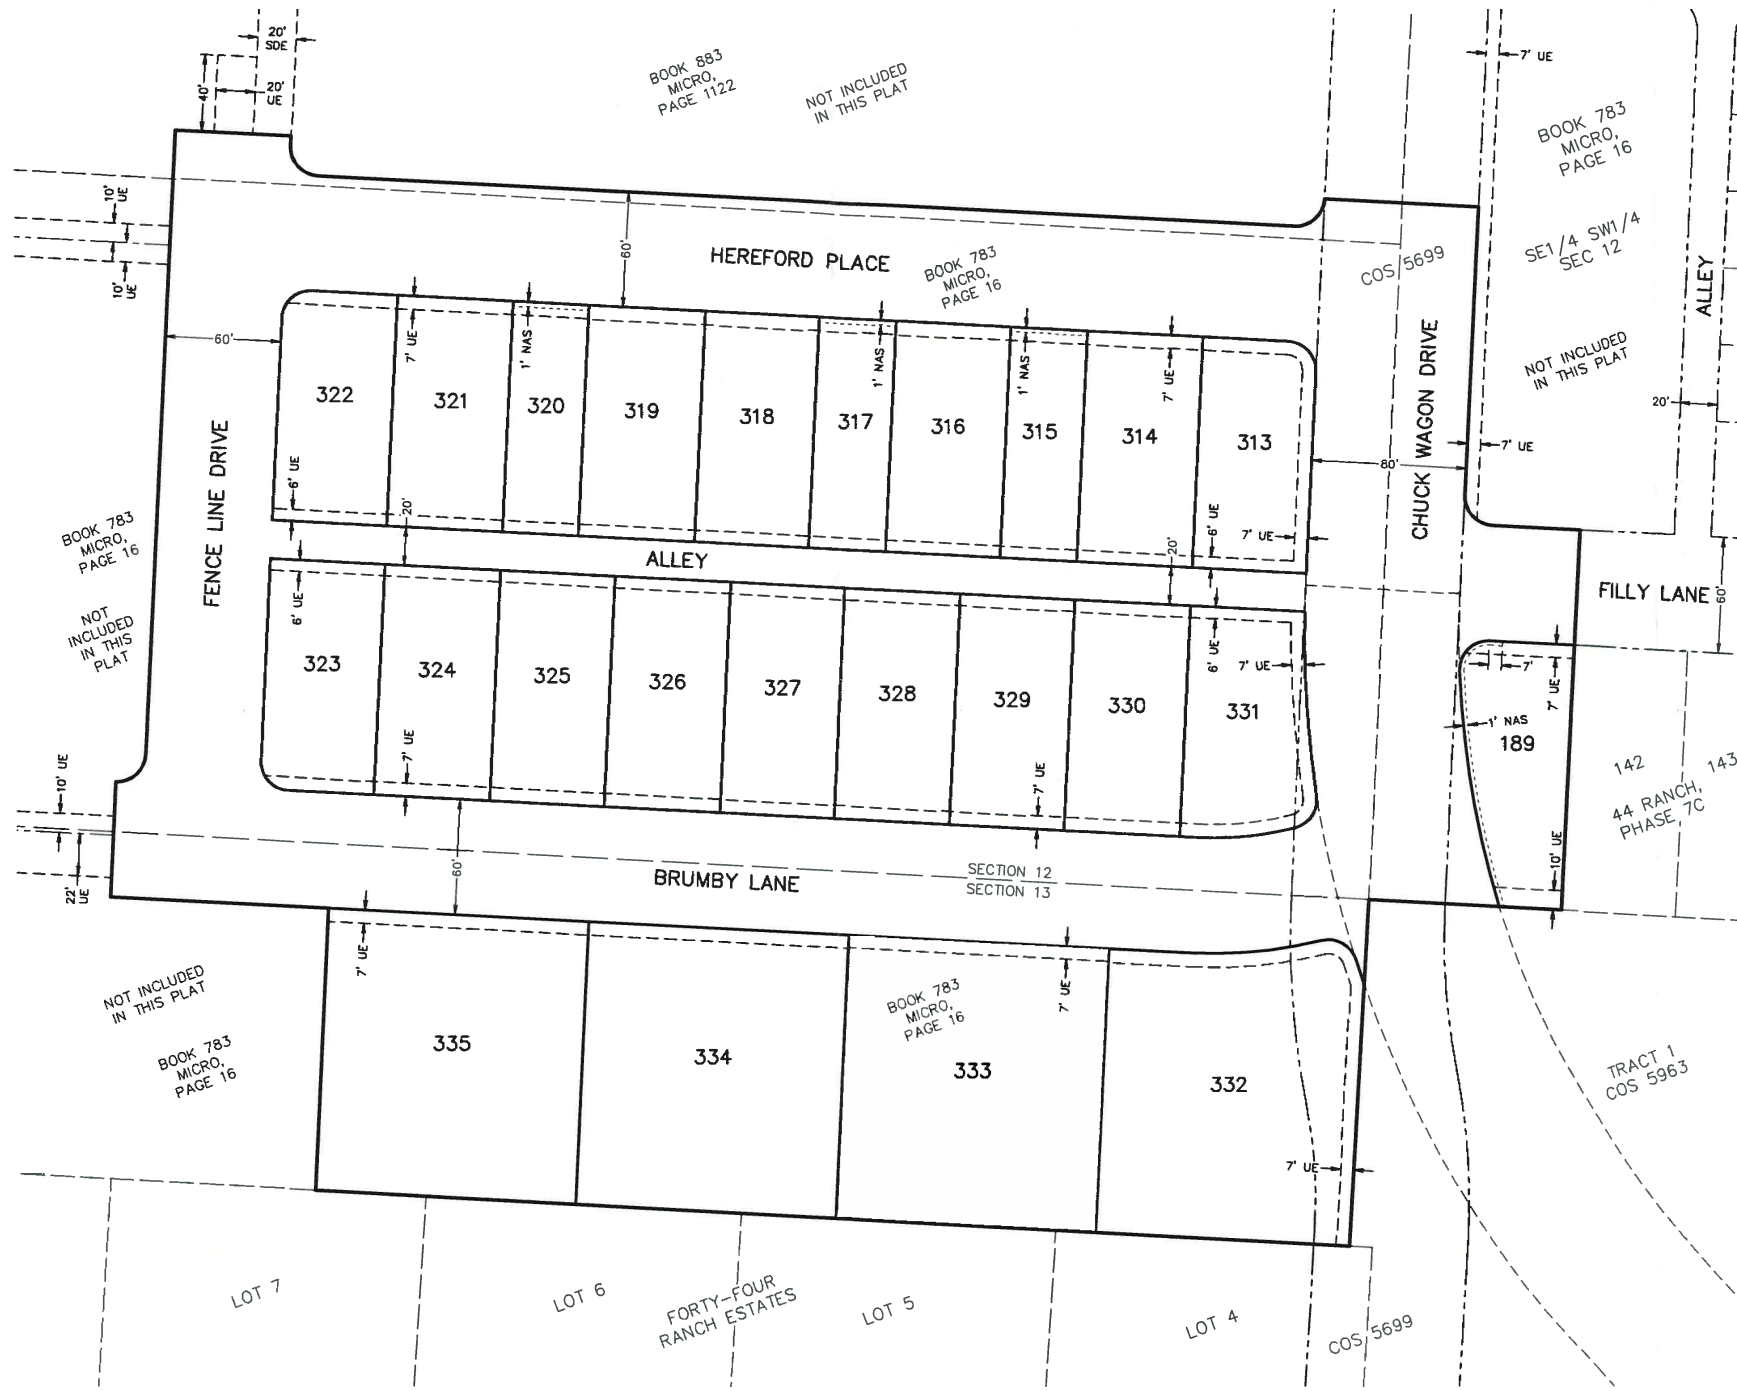 20'
SDE
40'
20'
UE
BOOK 883
MICRO,
PAGE 1122
NOT INCLUDED
IN THIS PLAT
7' UE
BOOK 783
MICRO,
PAGE 16
10'
UE
10'
UE
60'
HEREFORD PLACE
BOOK 783
MICRO,
PAGE 16
COS 5699
SE1/4 SW1/4
SEC 12
ALLEY
60'
7' UE
1' NAS
1' NAS
1' NAS
7' UE
CHUCK WAGON DRIVE
NOT INCLUDED
IN THIS PLAT
20'
322
321
320
319
318
317
316
315
314
313
FENCE LINE DRIVE
80'
7' UE
6' UE
20'
6' UE
7' UE
BOOK 783
MICRO,
PAGE 16
NOT
INCLUDED
IN THIS
PLAT
ALLEY
20'
FILLY LANE
60'
6' UE
6' UE
7' UE
7'
7' UE
323
324
325
326
327
328
329
330
331
1' NAS
189
142
143
44 RANCH,
PHASE 7C
10' UE
7' UE
7' UE
10' UE
22'
UE
60'
BRUMBY LANE
SECTION 12
SECTION 13
7' UE
7' UE
NOT INCLUDED
IN THIS PLAT
BOOK 783
MICRO,
PAGE 16
BOOK 783
MICRO,
PAGE 16
335
334
333
332
TRACT 1
COS 5963
7' UE
LOT 7
LOT 6
FORTY-FOUR
RANCH ESTATES
LOT 5
LOT 4
COS 5699